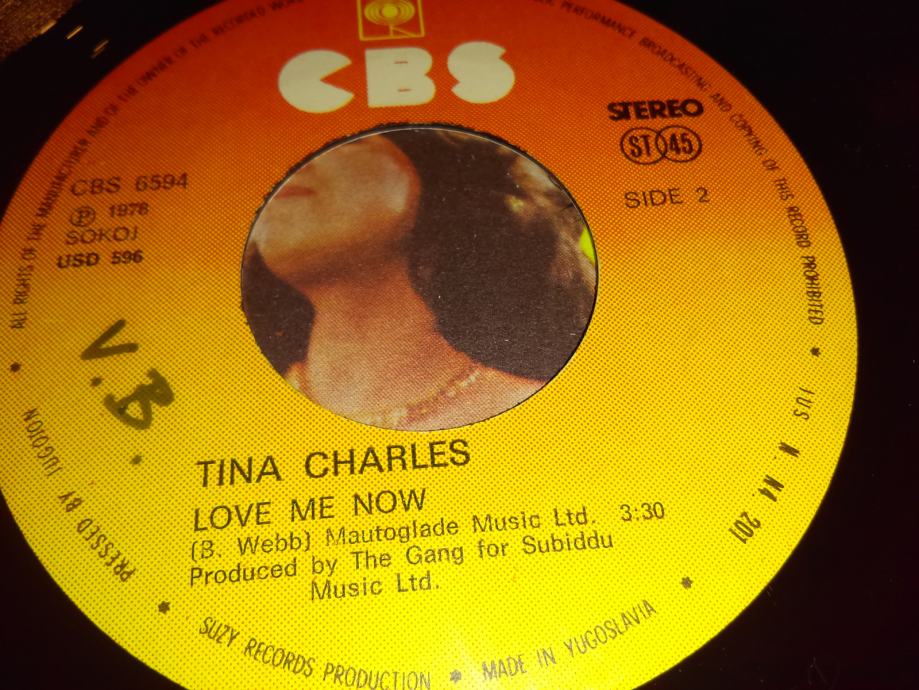 ALL RIGHTS OF THE MANUFACTURER AND OF THE OWNER OF THE RECORDED
PERFORMANCE BROADCASTING AND COPYING OF THIS RECORD PROHIBITED
CBS
STEREO
ST 45
SIDE 2
CBS 6594
Ⓟ 1978
SOKOJ
USD 596
V.B.
TINA CHARLES
LOVE ME NOW
(B. Webb) Mautoglade Music Ltd. 3:30
Produced by The Gang for Subiddu
Music Ltd.
PRESSED BY JUGOTON
SUZY RECORDS PRODUCTION * MADE IN YUGOSLAVIA
JUS N. N4. 201